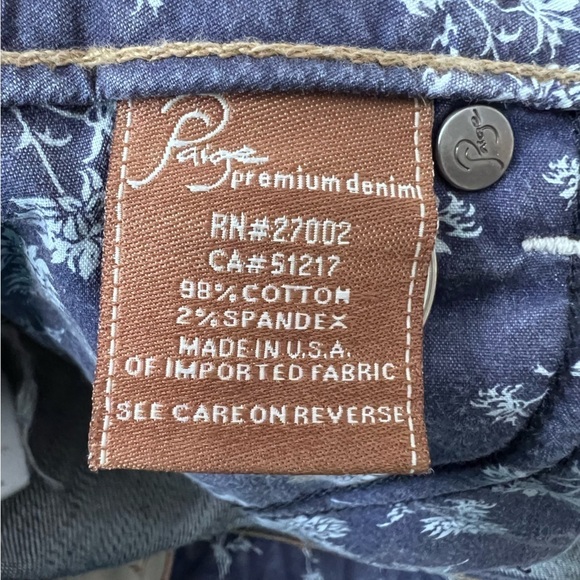 Paige
premium denim
RN#27002
CA#51217
98% COTTON
2% SPANDEX
MADE IN U.S.A.
OF IMPORTED FABRIC
SEE CARE ON REVERSE
Paige